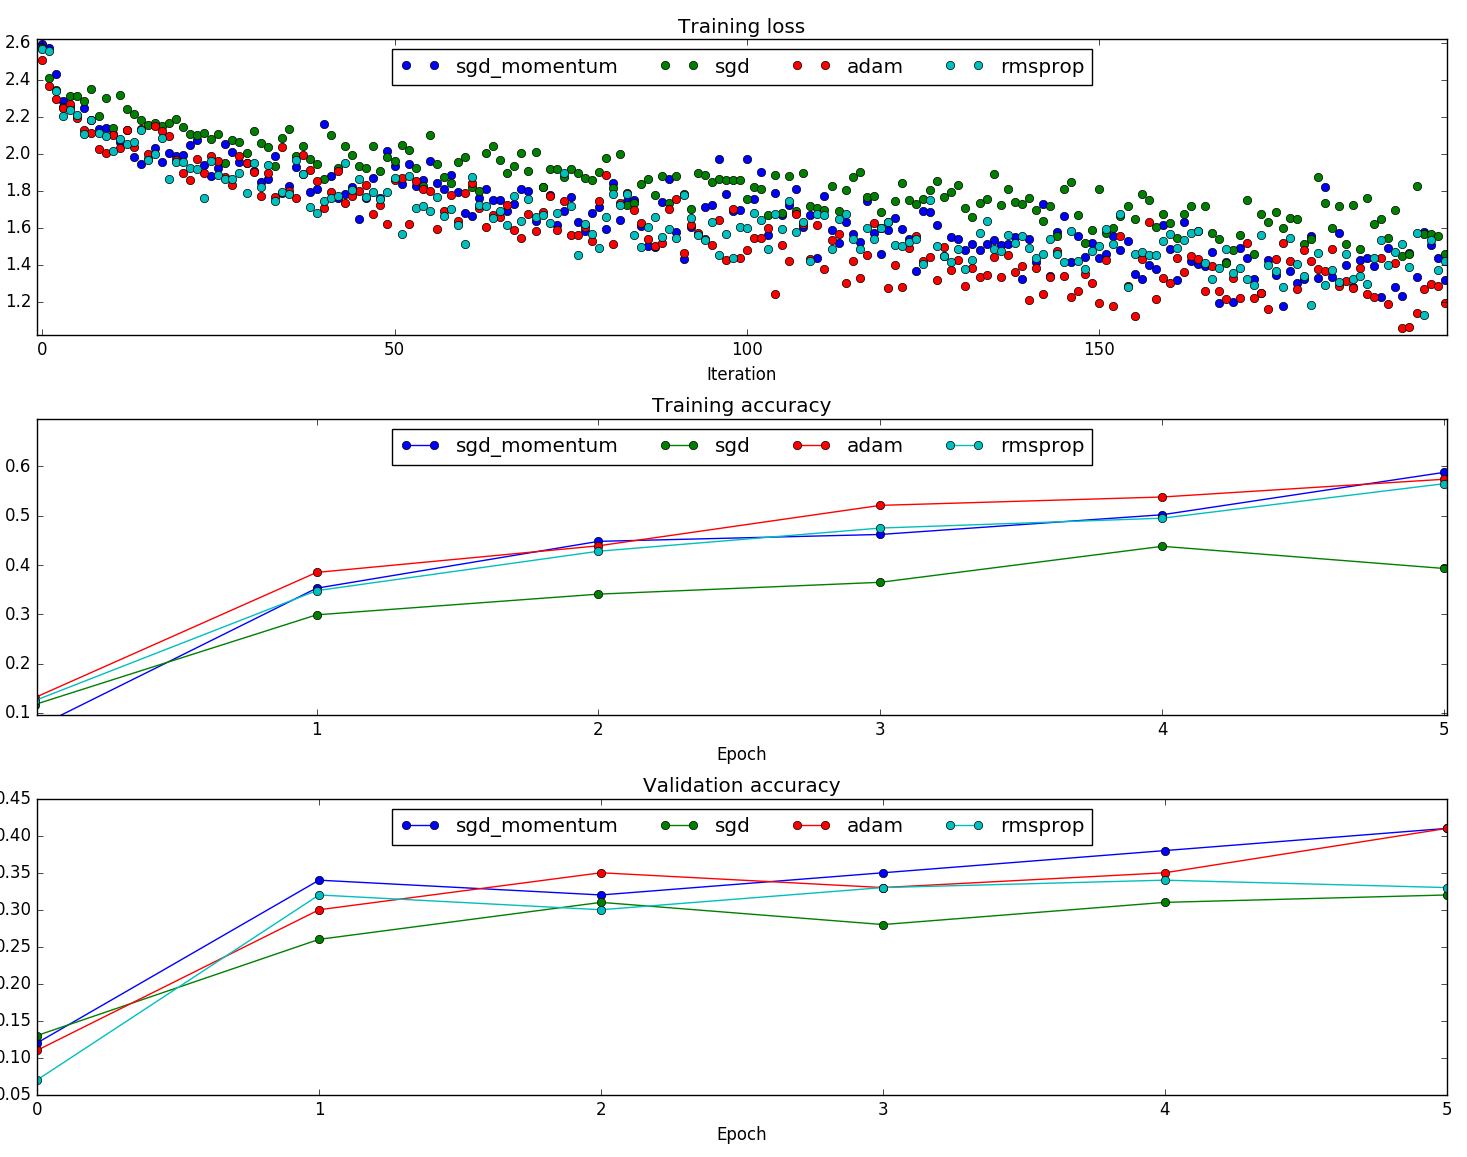 Training loss
sgd_momentum sgd adam rmsprop
2.6
2.4
2.2
2.0
1.8
1.6
1.4
1.2
0 50 100 150
Iteration
Training accuracy
sgd_momentum sgd adam rmsprop
0.6
0.5
0.4
0.3
0.2
0.1
1 2 3 4 5
Epoch
Validation accuracy
0.45
sgd_momentum sgd adam rmsprop
0.40
0.35
0.30
0.25
0.20
0.15
0.10
0.05
0 1 2 3 4 5
Epoch